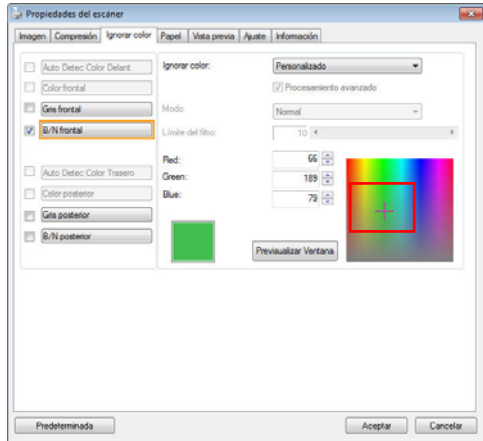 Propiedades del escáner
Imagen Compresión Ignorar color Papel Vista previa Ajuste Información
Auto Detec Color Delant
Color frontal
Gris frontal
B/N frontal
Auto Detec Color Trasero
Color posterior
Gris posterior
B/N posterior
Ignorar color: Personalizado
Procesamiento avanzado
Modo: Normal
Límite del filtro: 10
Red: 66
Green: 189
Blue: 79
Previsualizar Ventana
Predeterminada Aceptar Cancelar